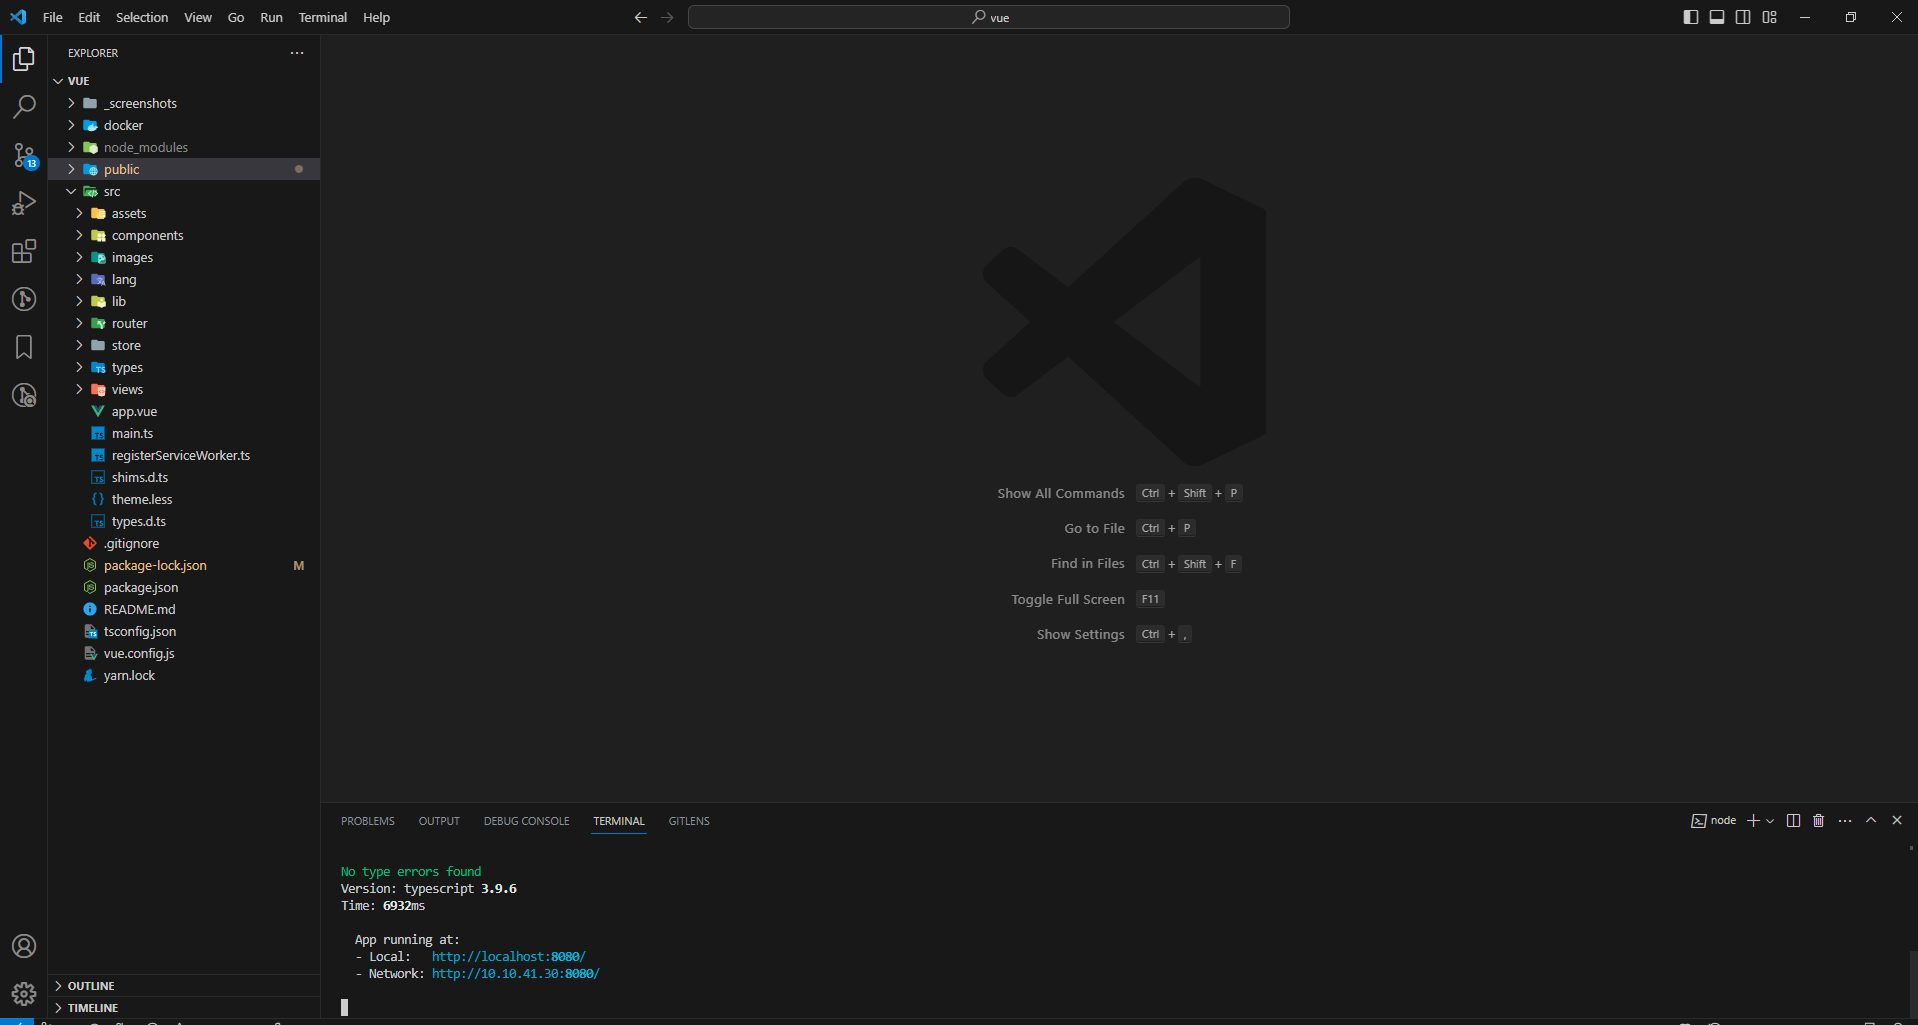 File Edit Selection View Go Run Terminal Help
vue
EXPLORER
VUE
_screenshots
docker
node_modules
public
src
assets
components
images
lang
lib
router
store
types
views
app.vue
main.ts
registerServiceWorker.ts
shims.d.ts
theme.less
types.d.ts
.gitignore
package-lock.json M
package.json
README.md
tsconfig.json
vue.config.js
yarn.lock
OUTLINE
TIMELINE
13
Show All Commands Ctrl + Shift + P
Go to File Ctrl + P
Find in Files Ctrl + Shift + F
Toggle Full Screen F11
Show Settings Ctrl + ,
PROBLEMS OUTPUT DEBUG CONSOLE TERMINAL GITLENS
node
No type errors found
Version: typescript 3.9.6
Time: 6932ms
App running at:
- Local: http://localhost:8080/
- Network: http://10.10.41.30:8080/